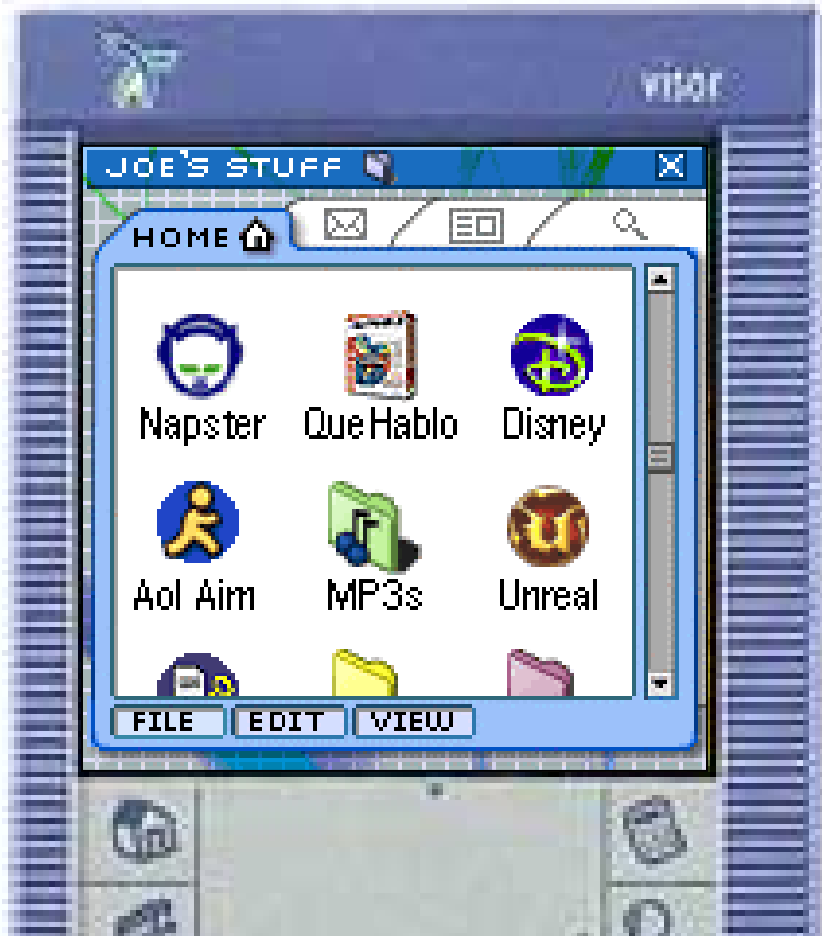 visor
JOE'S STUFF
HOME
Napster QueHablo Disney
Aol Aim MP3s Unreal
FILE EDIT VIEW